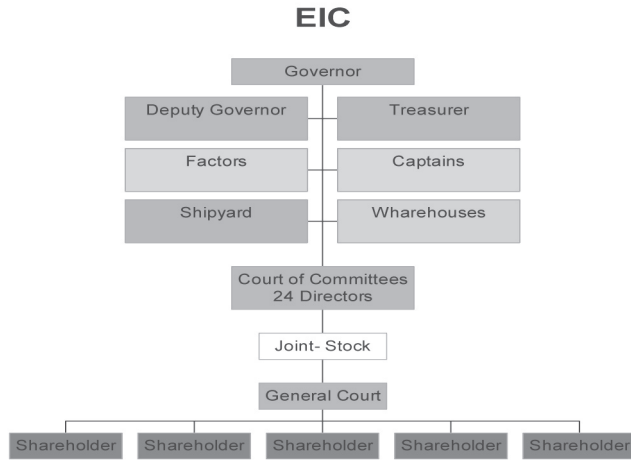 EIC
Governor
Deputy Governor
Treasurer
Factors
Captains
Shipyard
Wharehouses
Court of Committees
24 Directors
Joint- Stock
General Court
Shareholder
Shareholder
Shareholder
Shareholder
Shareholder